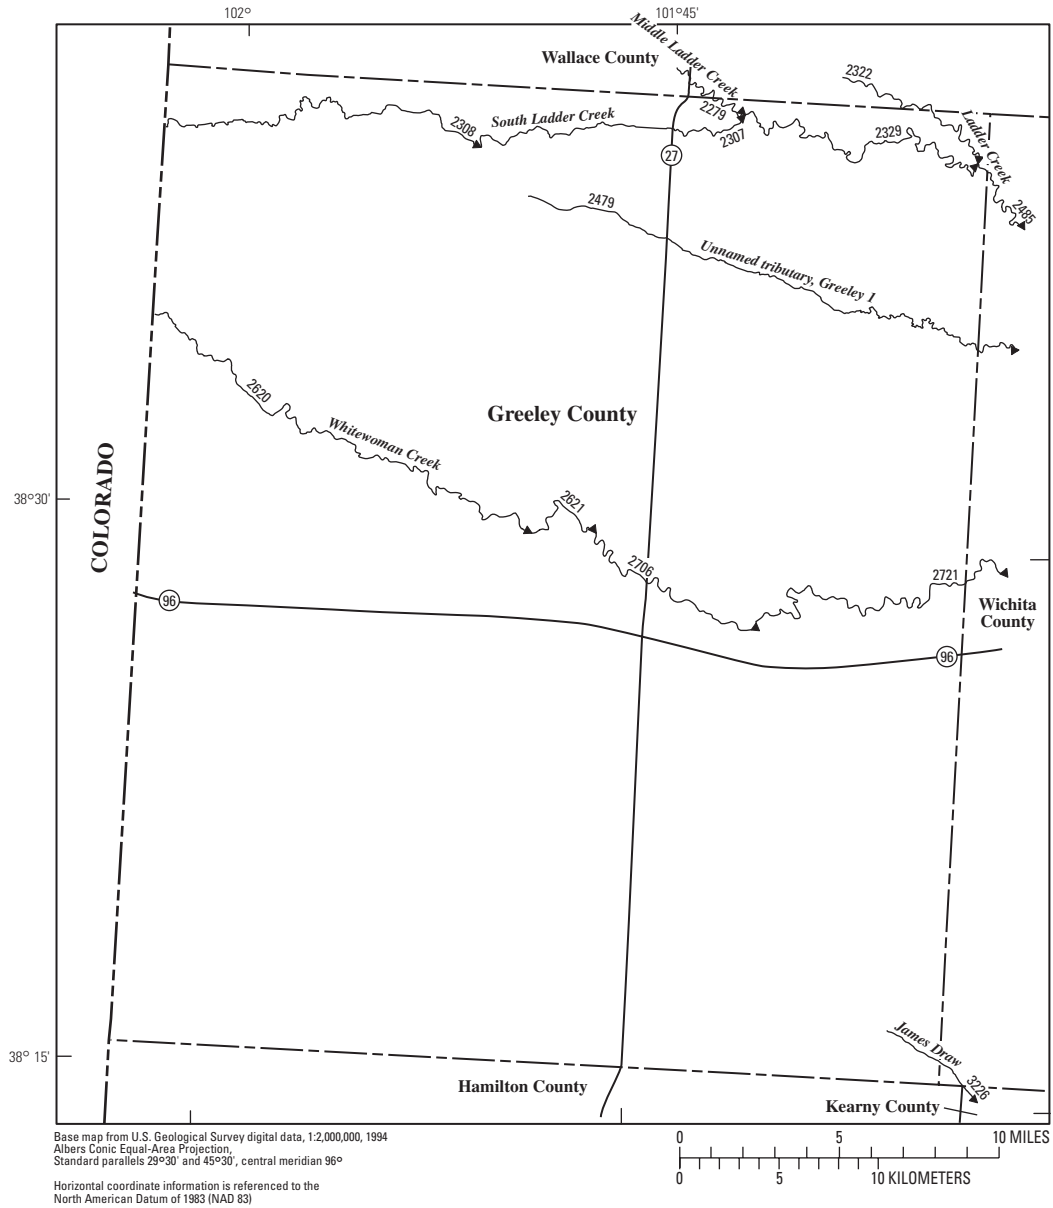 102°
101°45'
Middle Ladder Creek
Wallace County
2322
2279
South Ladder Creek
2308
2307
2329
Ladder Creek
27
2485
2479
Unnamed tributary, Greeley 1
2620
Greeley County
Whitewoman Creek
COLORADO
38°30'
2621
2706
2721
96
Wichita
County
96
James Draw
38° 15'
3226
Hamilton County
Kearny County
Base map from U.S. Geological Survey digital data, 1:2,000,000, 1994
Albers Conic Equal-Area Projection,
Standard parallels 29°30' and 45°30', central meridian 96°
Horizontal coordinate information is referenced to the
North American Datum of 1983 (NAD 83)
0 5 10 MILES
0 5 10 KILOMETERS